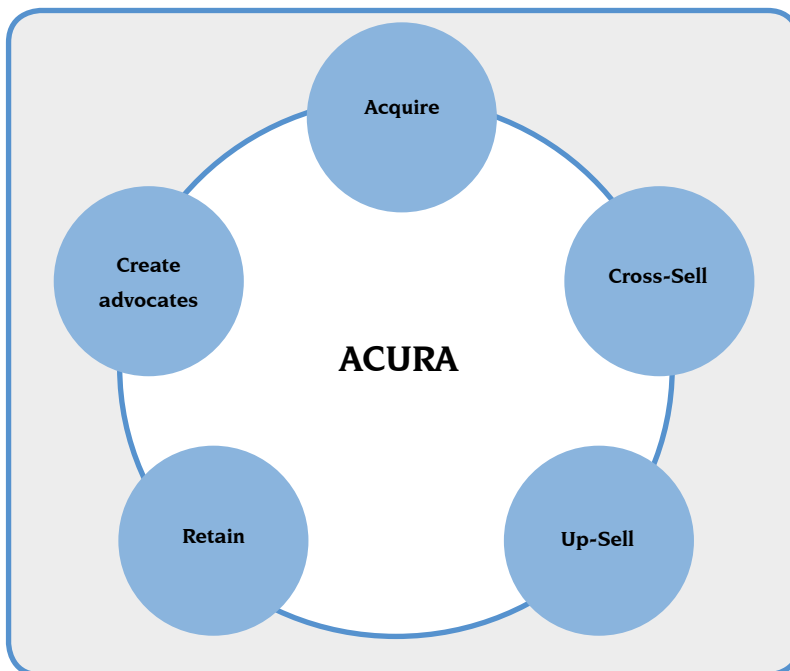 Acquire
Cross-Sell
Up-Sell
Retain
Create
advocates
ACURA